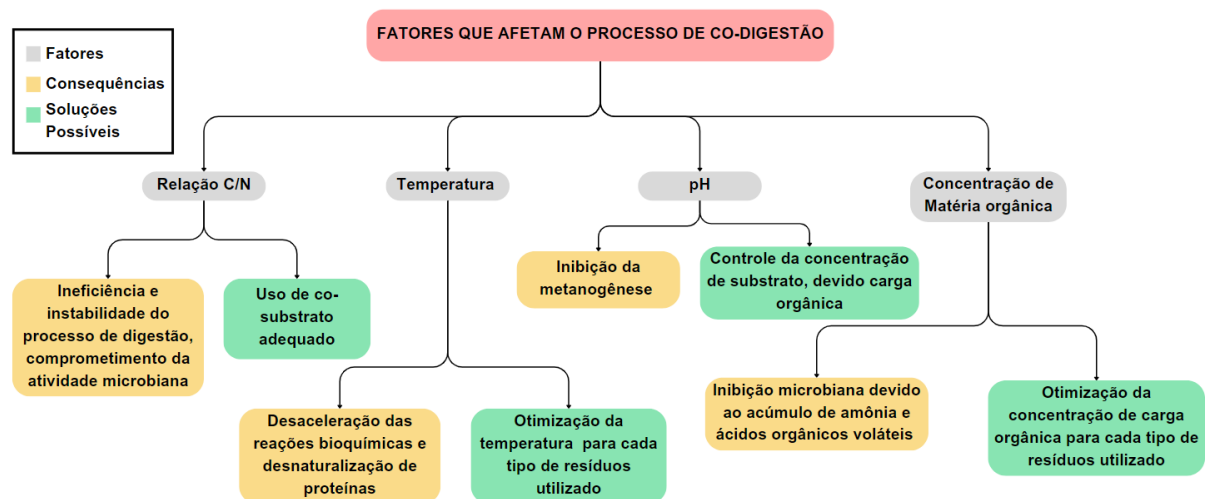 FATORES QUE AFETAM O PROCESSO DE CO-DIGESTÃO
Fatores
Consequências
Soluções
Possíveis
Relação C/N
Temperatura
pH
Concentração de
Matéria orgânica
Ineficiência e
instabilidade do
processo de digestão,
comprometimento da
atividade microbiana
Uso de co-
substrato
adequado
Inibição da
metanogênese
Controle da concentração
de substrato, devido carga
orgânica
Desaceleração das
reações bioquímicas e
desnaturalização de
proteínas
Otimização da
temperatura para cada
tipo de resíduos
utilizado
Inibição microbiana devido
ao acúmulo de amônia e
ácidos orgânicos voláteis
Otimização da
concentração de carga
orgânica para cada tipo de
resíduos utilizado